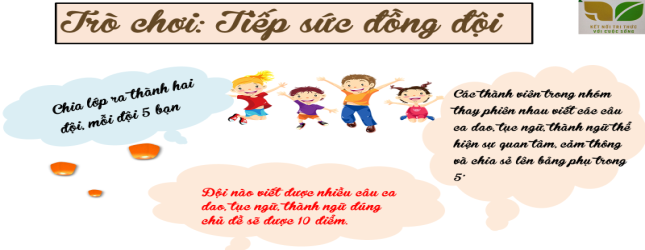 Trò chơi: Tiếp sức đồng đội
KẾT NỐI TRI THỨC
VỚI CUỘC SỐNG
Chia lớp ra thành hai
đội, mỗi đội 5 bạn
Các thành viên trong nhóm
thay phiên nhau viết các câu
ca dao, tục ngữ, thành ngữ thể
hiện sự quan tâm, cảm thông
và chia sẻ lên bảng phụ trong
5'
Đội nào viết được nhiều câu ca
dao, tục ngữ, thành ngữ đúng
chủ đề sẽ được 10 điểm.